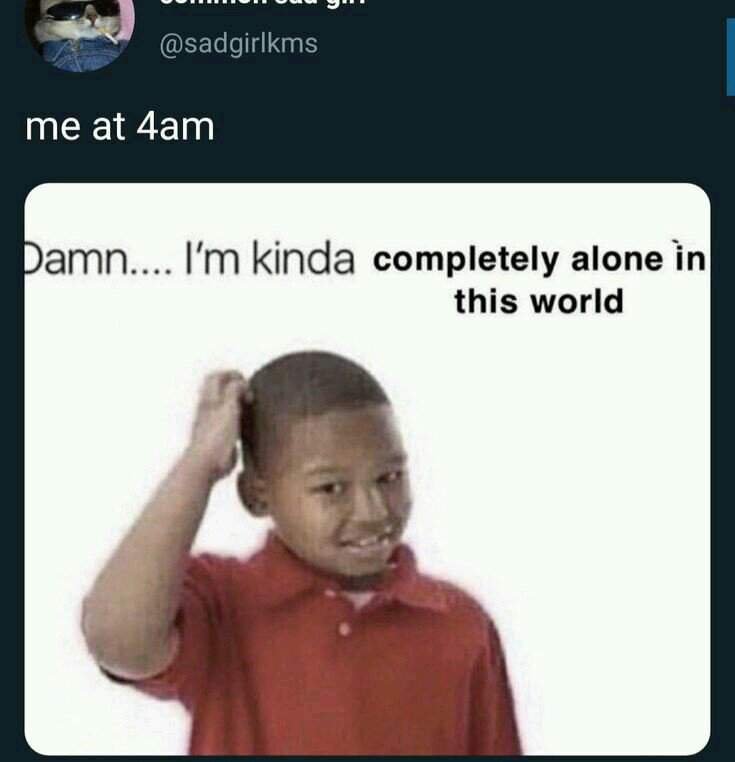 @sadgirlkms
me at 4am
Damn.... I'm kinda completely alone in
this world